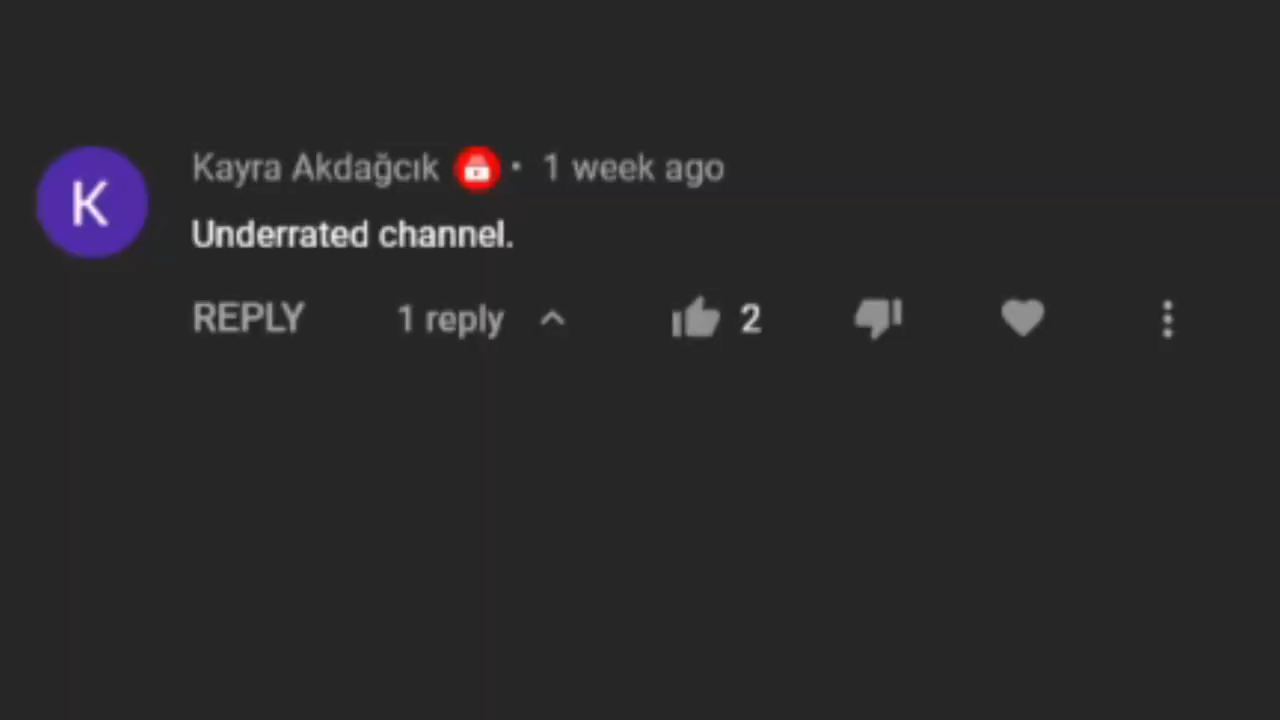 K
Kayra Akdağcık • 1 week ago
Underrated channel.
REPLY 1 reply 2